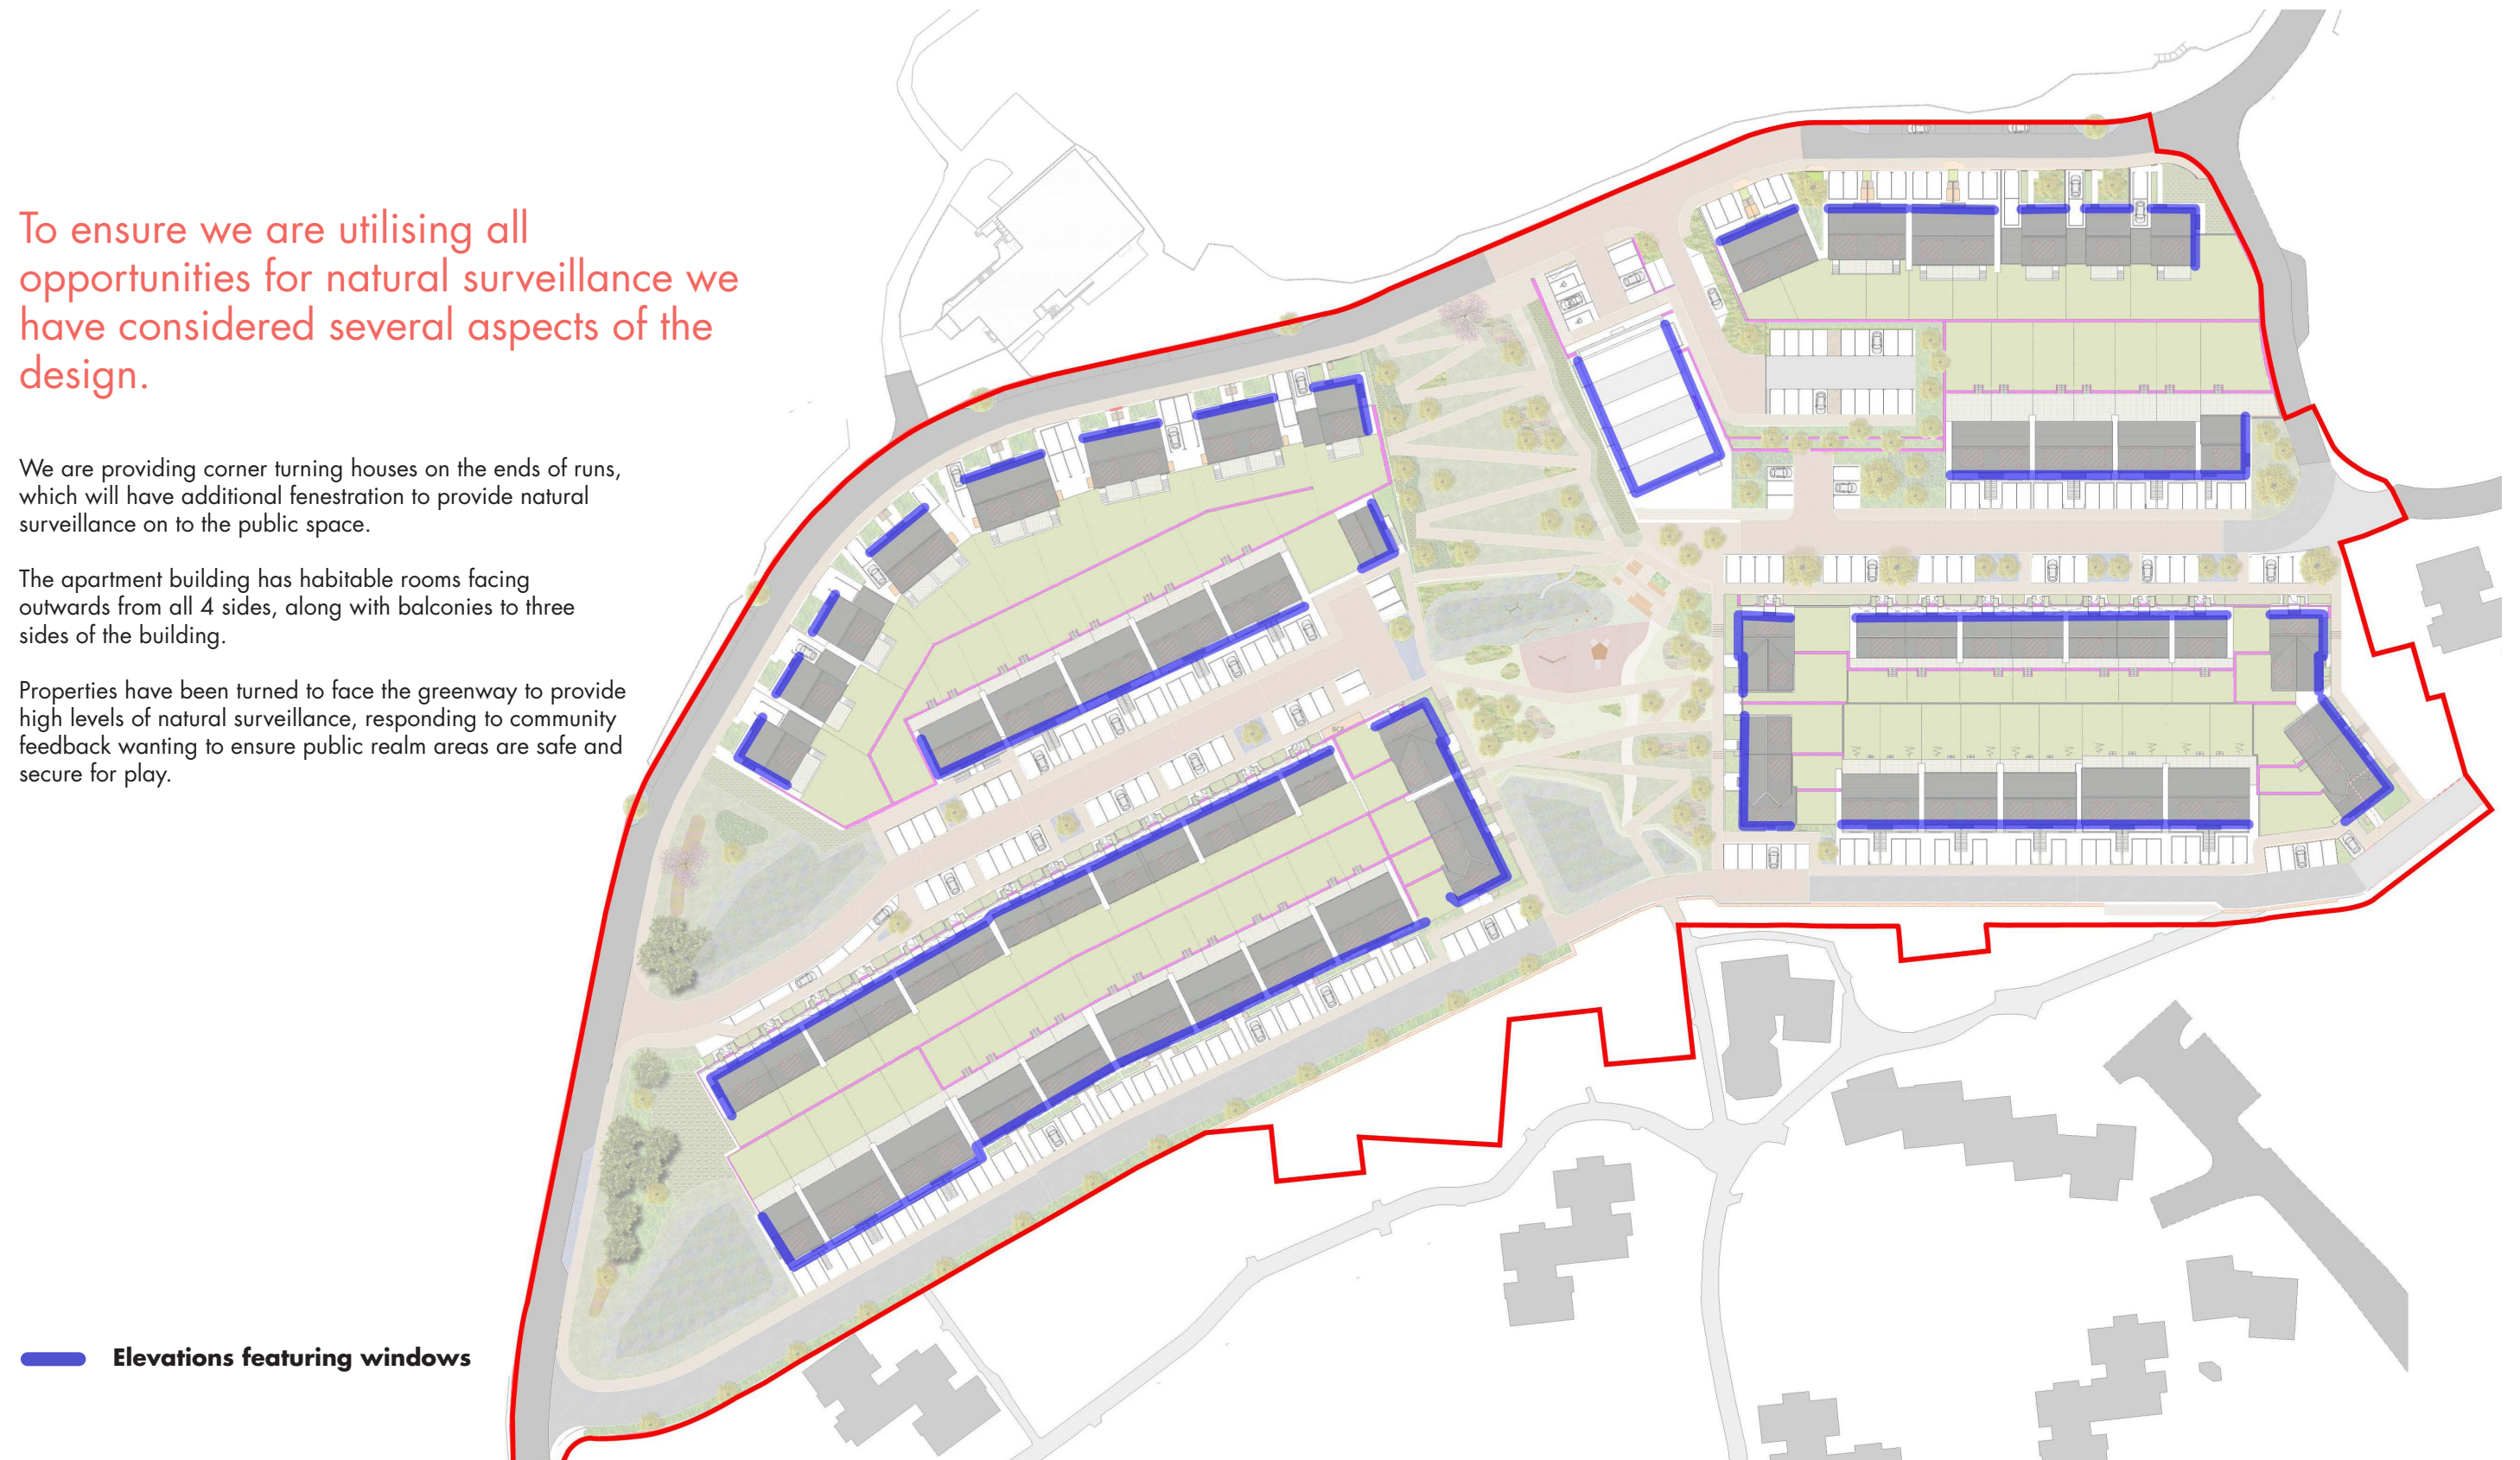 To ensure we are utilising all
opportunities for natural surveillance we
have considered several aspects of the
design.
We are providing corner turning houses on the ends of runs,
which will have additional fenestration to provide natural
surveillance on to the public space.
The apartment building has habitable rooms facing
outwards from all 4 sides, along with balconies to three
sides of the building.
Properties have been turned to face the greenway to provide
high levels of natural surveillance, responding to community
feedback wanting to ensure public realm areas are safe and
secure for play.
BCP
Elevations featuring windows